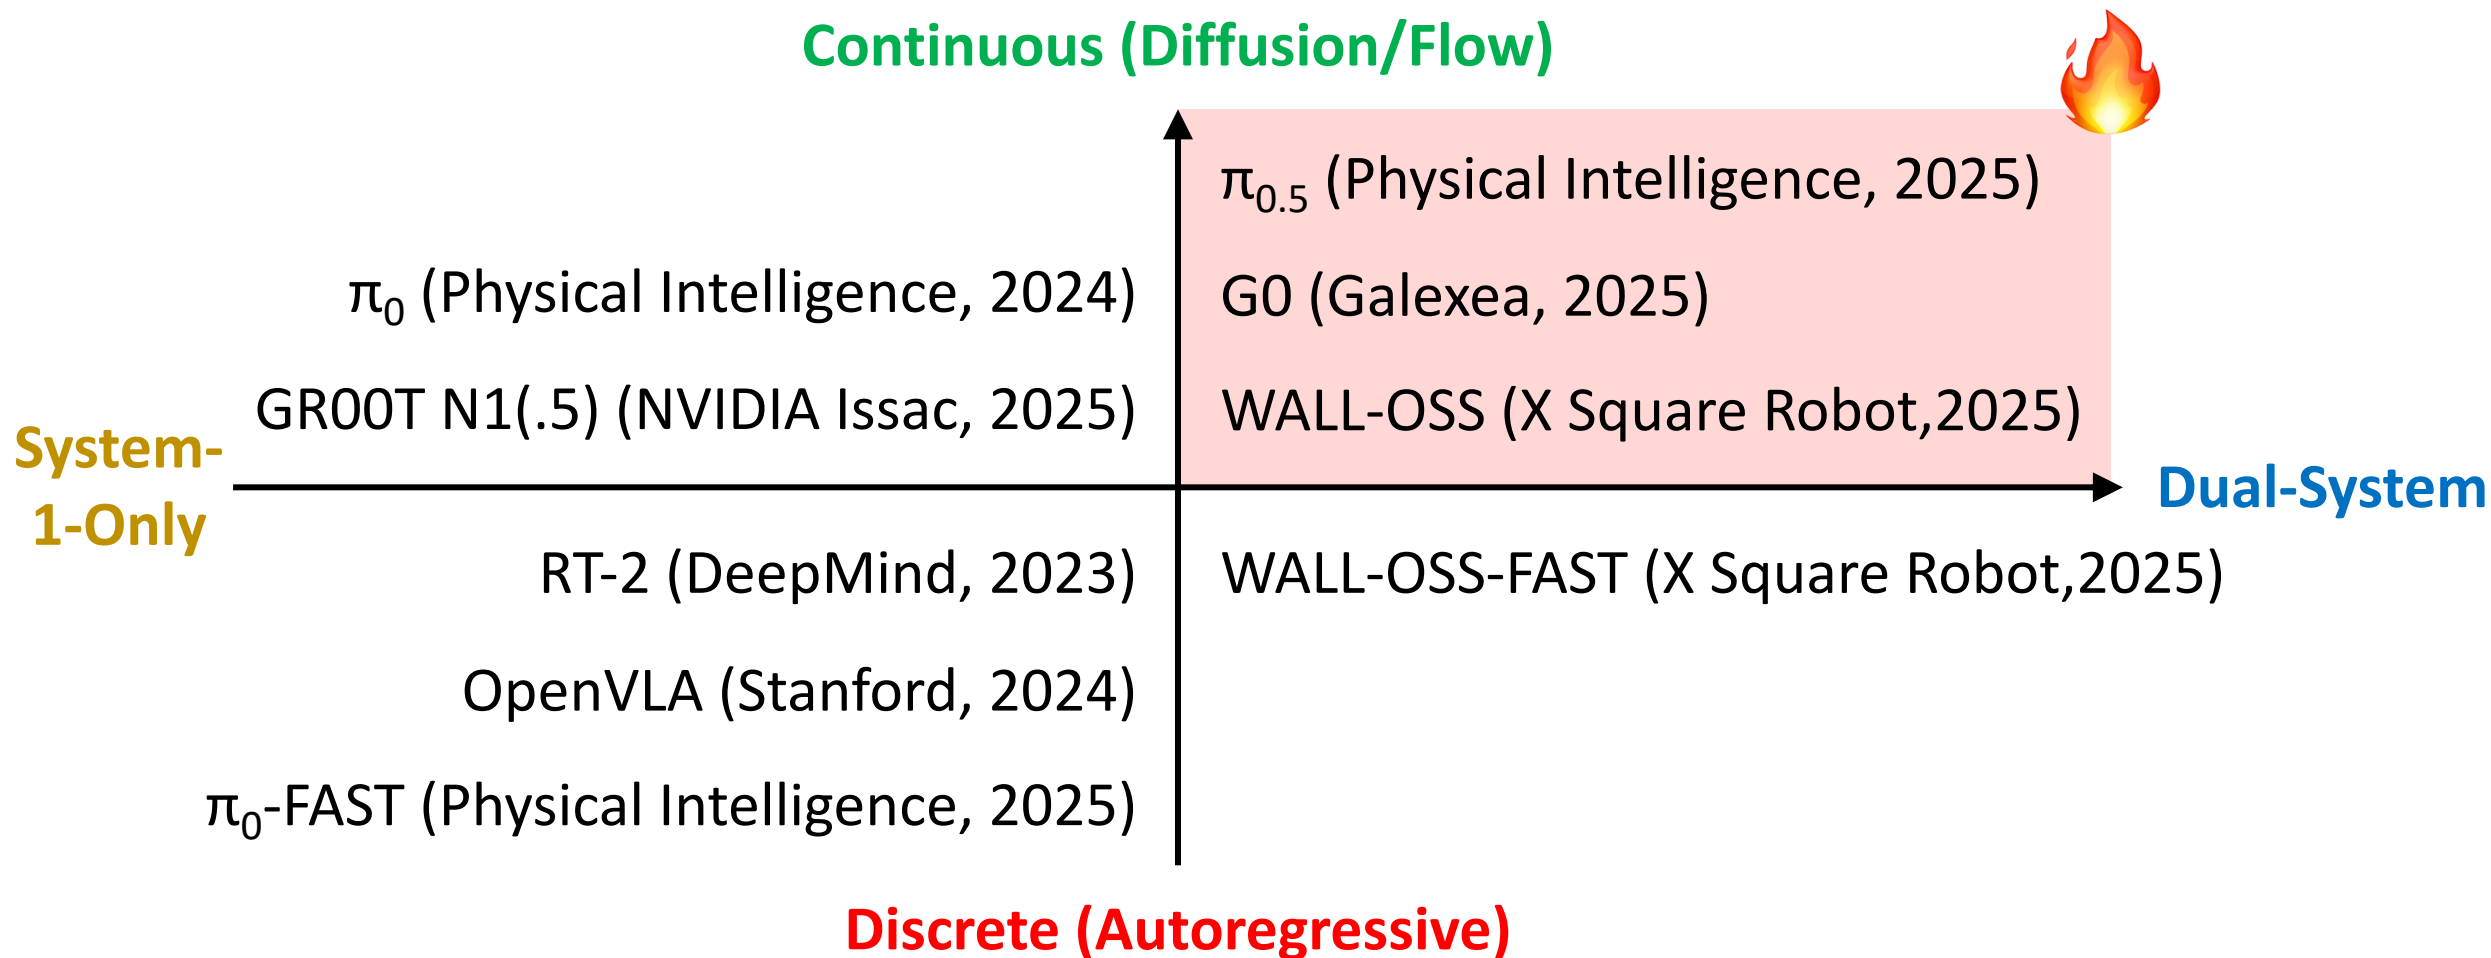 Continuous (Diffusion/Flow)
π0.5 (Physical Intelligence, 2025)
π0 (Physical Intelligence, 2024)
G0 (Galexea, 2025)
GR00T N1(.5) (NVIDIA Issac, 2025)
WALL-OSS (X Square Robot,2025)
System-
1-Only
Dual-System
RT-2 (DeepMind, 2023)
WALL-OSS-FAST (X Square Robot,2025)
OpenVLA (Stanford, 2024)
π0-FAST (Physical Intelligence, 2025)
Discrete (Autoregressive)